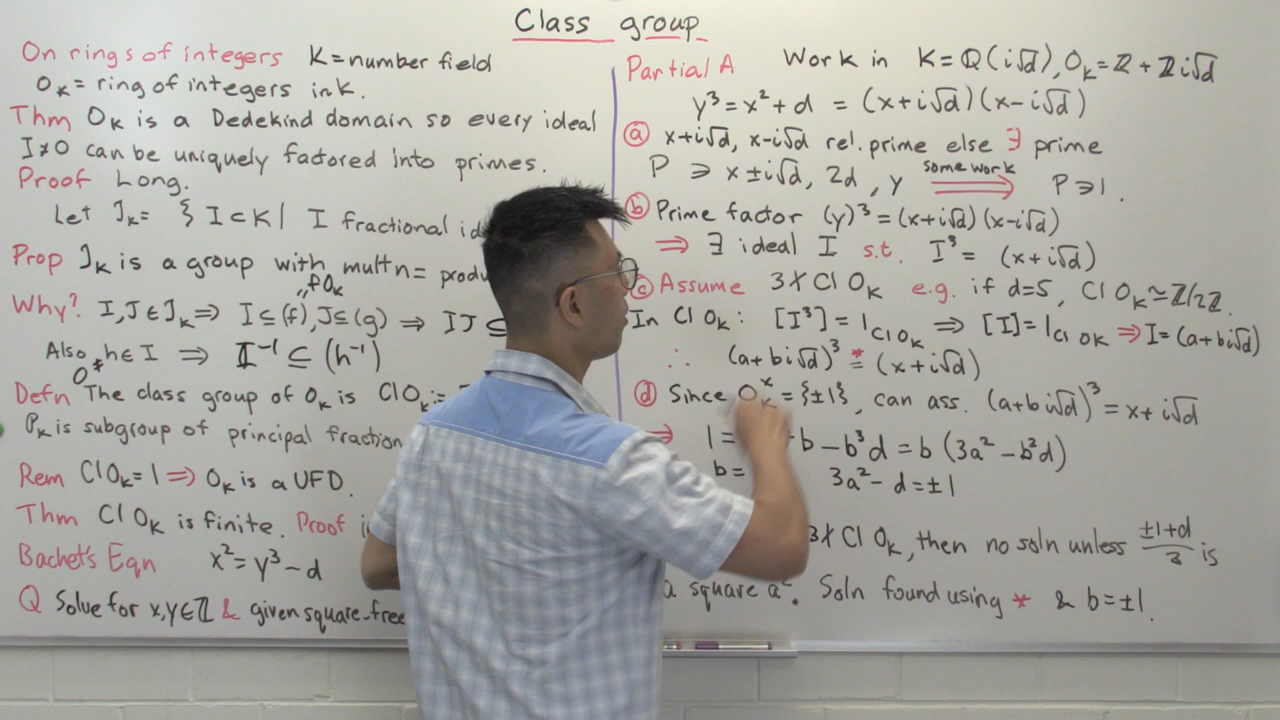 Class group
On rings of integers K = number field
O_K = ring of integers in K.
Thm O_K is a Dedekind domain so every ideal
I≠0 can be uniquely factored into primes.
Proof Long.
Let J_K = { I ⊂ K | I fractional
Prop J_K is a group with multn =
Why? I, J ∈ J_K ⇒ I ⊆ (f), J ⊆ (g) ⇒ IJ ⊆
" fO_K
Also 0 ≠ h ∈ I ⇒ I⁻¹ ⊆ (h⁻¹)
Defn The class group of O_K is Cl O_K =
P_K is subgroup of principal
Rem Cl O_K = 1 ⇒ O_K is a UFD.
Thm Cl O_K is finite. Proof
Bachet's Eqn x² = y³ - d
Q Solve for x, y ∈ Z & given square-free
Partial A Work in K = Q(i√d), O_K = Z + Z i√d
y³ = x² + d = (x + i√d)(x - i√d)
(a) x+i√d, x-i√d rel. prime else ∃ prime
P ∋ x ± i√d, 2d, y some work ⟹ P ∋ 1.
(b) Prime factor (y)³ = (x+i√d)(x-i√d)
⇒ ∃ ideal I s.t. I³ = (x+i√d)
(c) Assume 3∤Cl O_K e.g. if d=5, Cl O_K ≃ Z/2Z.
In Cl O_K : [I³] = 1_{Cl O_K} ⇒ [I] = 1_{Cl O_K} ⇒ I = (a+bi√d)
∴ (a+bi√d)³ =* (x+i√d)
(d) Since O_K^× = {±1}, can ass. (a+bi√d)³ = x+i√d
⇒ 1 = b - b³d = b(3a² - b²d)
b = 3a² - d = ±1
3∤Cl O_K, then no soln unless (±1+d)/3 is
a square a². Soln found using * & b=±1.